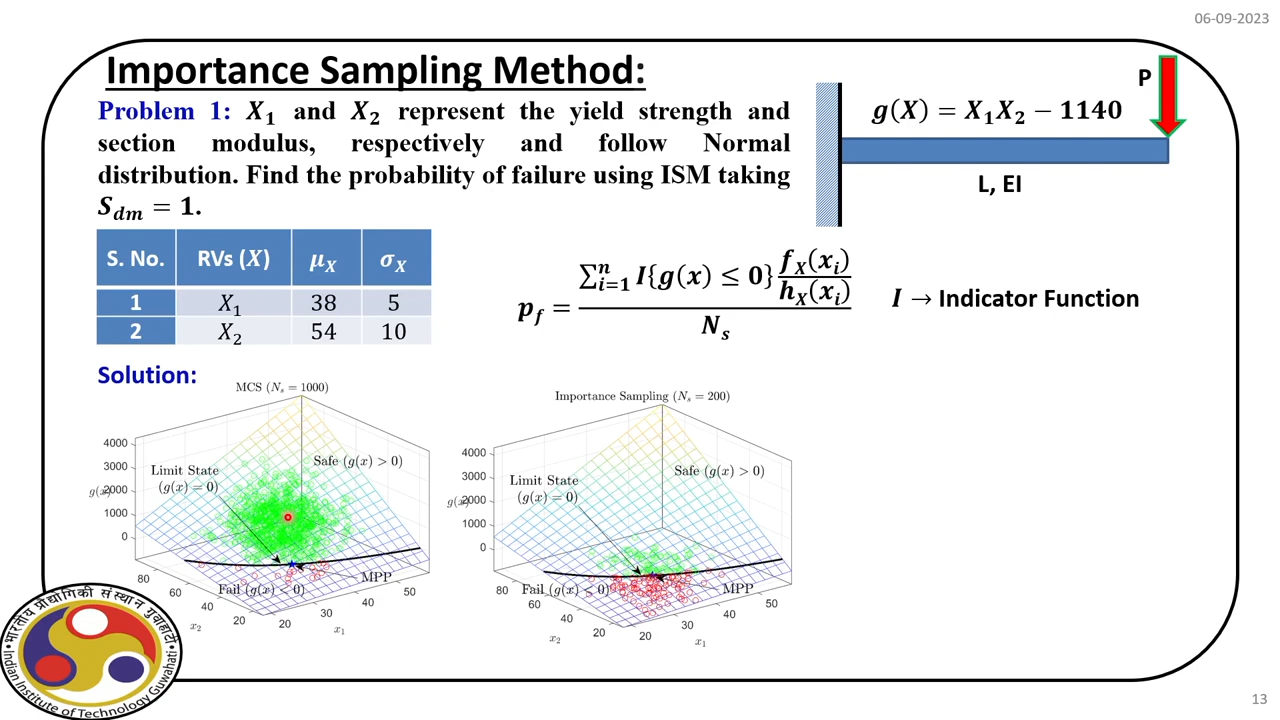 06-09-2023
Importance Sampling Method:
Problem 1: X₁ and X₂ represent the yield strength and
section modulus, respectively and follow Normal
distribution. Find the probability of failure using ISM taking
S_dm = 1.
P
g(X) = X₁X₂ − 1140
L, EI
S. No. RVs (X) μ_X σ_X
1 X₁ 38 5
2 X₂ 54 10
p_f = ∑ⁿᵢ₌₁ I{g(x) ≤ 0} f_X(xᵢ)/h_X(xᵢ) / N_s
I → Indicator Function
Solution:
MCS (N_s = 1000)
4000
3000
2000
1000
0
g(x)
Limit State
(g(x) = 0)
Safe (g(x) > 0)
MPP
Fail (g(x) < 0)
80
60
40
20
x₂
20
30
40
50
x₁
Importance Sampling (N_s = 200)
4000
3000
2000
1000
0
g(x)
Limit State
(g(x) = 0)
Safe (g(x) > 0)
MPP
Fail (g(x) < 0)
80
60
40
20
x₂
20
30
40
50
x₁
भारतीय प्रौद्योगिकी संस्थान गुवाहाटी
Indian Institute of Technology Guwahati
13